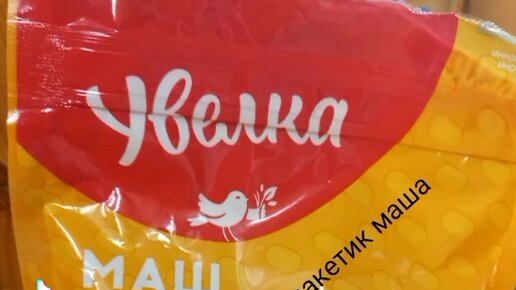 Увелка
МАШ
пакетик маша